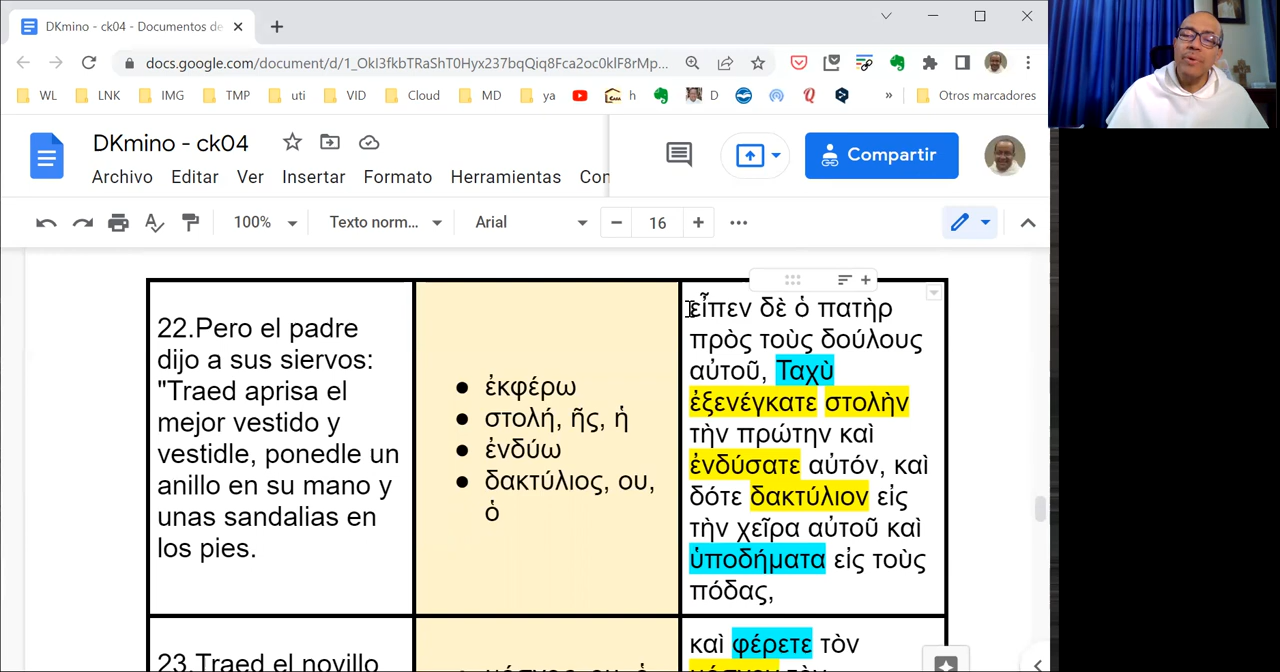 DKmino - ck04 - Documentos de
docs.google.com/document/d/1_OkI3fkbTRaShT0Hyx237bqQiq8Fca2oc0klF8rMp...
WL LNK IMG TMP uti VID Cloud MD ya h D » Otros marcadores
DKmino - ck04
Compartir
Archivo Editar Ver Insertar Formato Herramientas Con
100% Texto norm... Arial 16
22.Pero el padre
dijo a sus siervos:
"Traed aprisa el
mejor vestido y
vestidle, ponedle un
anillo en su mano y
unas sandalias en
los pies.
ἐκφέρω
στολή, ῆς, ἡ
ἐνδύω
δακτύλιος, ου,
ὁ
εἶπεν δὲ ὁ πατὴρ
πρὸς τοὺς δούλους
αὐτοῦ, Ταχὺ
ἐξενέγκατε στολὴν
τὴν πρώτην καὶ
ἐνδύσατε αὐτόν, καὶ
δότε δακτύλιον εἰς
τὴν χεῖρα αὐτοῦ καὶ
ὑποδήματα εἰς τοὺς
πόδας,
23.Traed el novillo
καὶ φέρετε τὸν